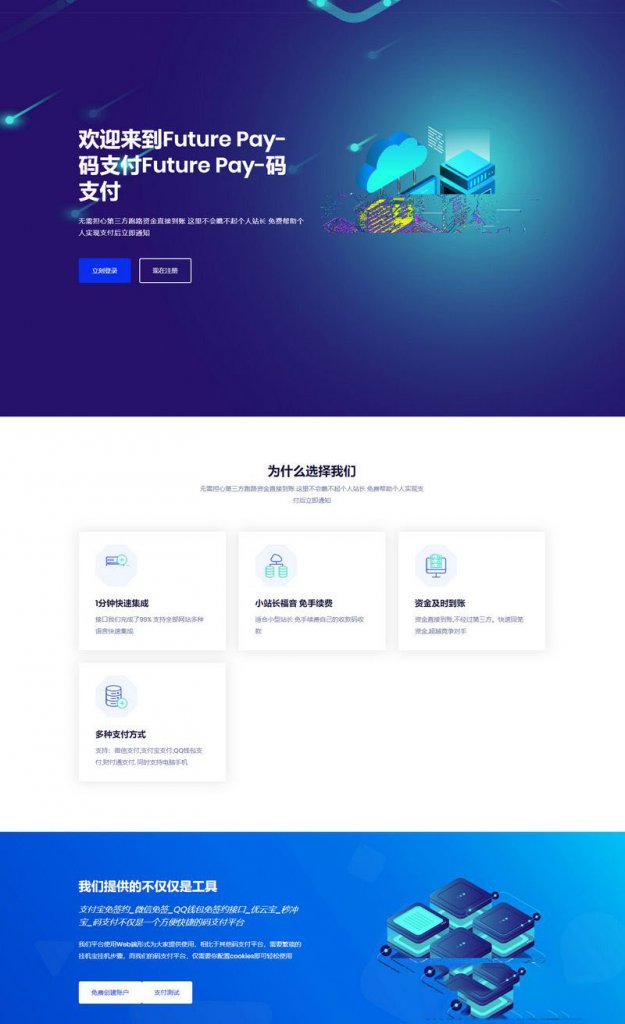 欢迎来到Future Pay-
码支付Future Pay-码
支付
无需担心第三方跑路资金直接到账 这里不会瞧不起个人站长 免费帮助个
人实现支付后立即通知
立刻登录
现在注册
为什么选择我们
无需担心第三方跑路资金直接到账 这里不会瞧不起个人站长 免费帮助个人实现支
付后立即通知
1分钟快速集成
接口我们完成了99% 支持全部网站多种
语言快速集成
小站长福音 免手续费
适合小型站长 免手续费自己的收款码收
款
资金及时到账
资金直接到账,不经过第三方。快速回笼
资金,超越竞争对手
多种支付方式
支持：微信支付,支付宝支付,QQ钱包支
付,财付通支付. 同时支持电脑手机
我们提供的不仅仅是工具
支付宝免签约_微信免签_QQ钱包免签约接口_优云宝_秒冲
宝_码支付不仅是一个方便快捷的码支付平台
我们平台使用Web端形式为大家提供使用，相比于其他码支付平台，需要繁琐的
挂机宝挂机步骤，而我们的码支付平台，仅需要你配置cookies即可轻松使用
免费创建账户
支付测试